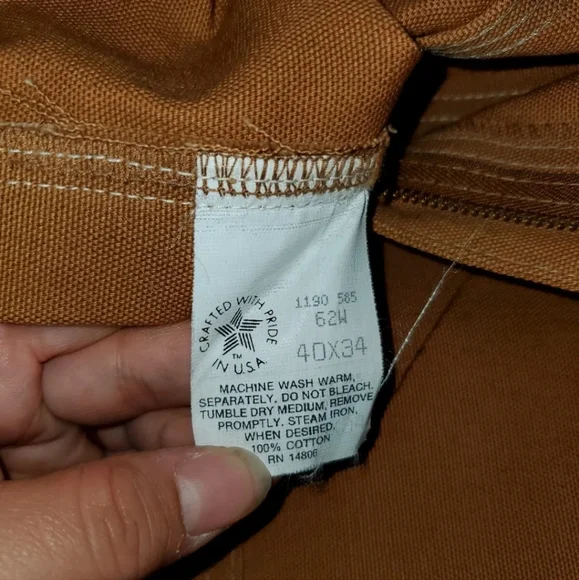 CRAFTED WITH PRIDE
IN U.S.A
TM
1190 585
62W
40X34
MACHINE WASH WARM,
SEPARATELY. DO NOT BLEACH.
TUMBLE DRY MEDIUM, REMOVE
PROMPTLY. STEAM IRON,
WHEN DESIRED.
100% COTTON
RN 14806